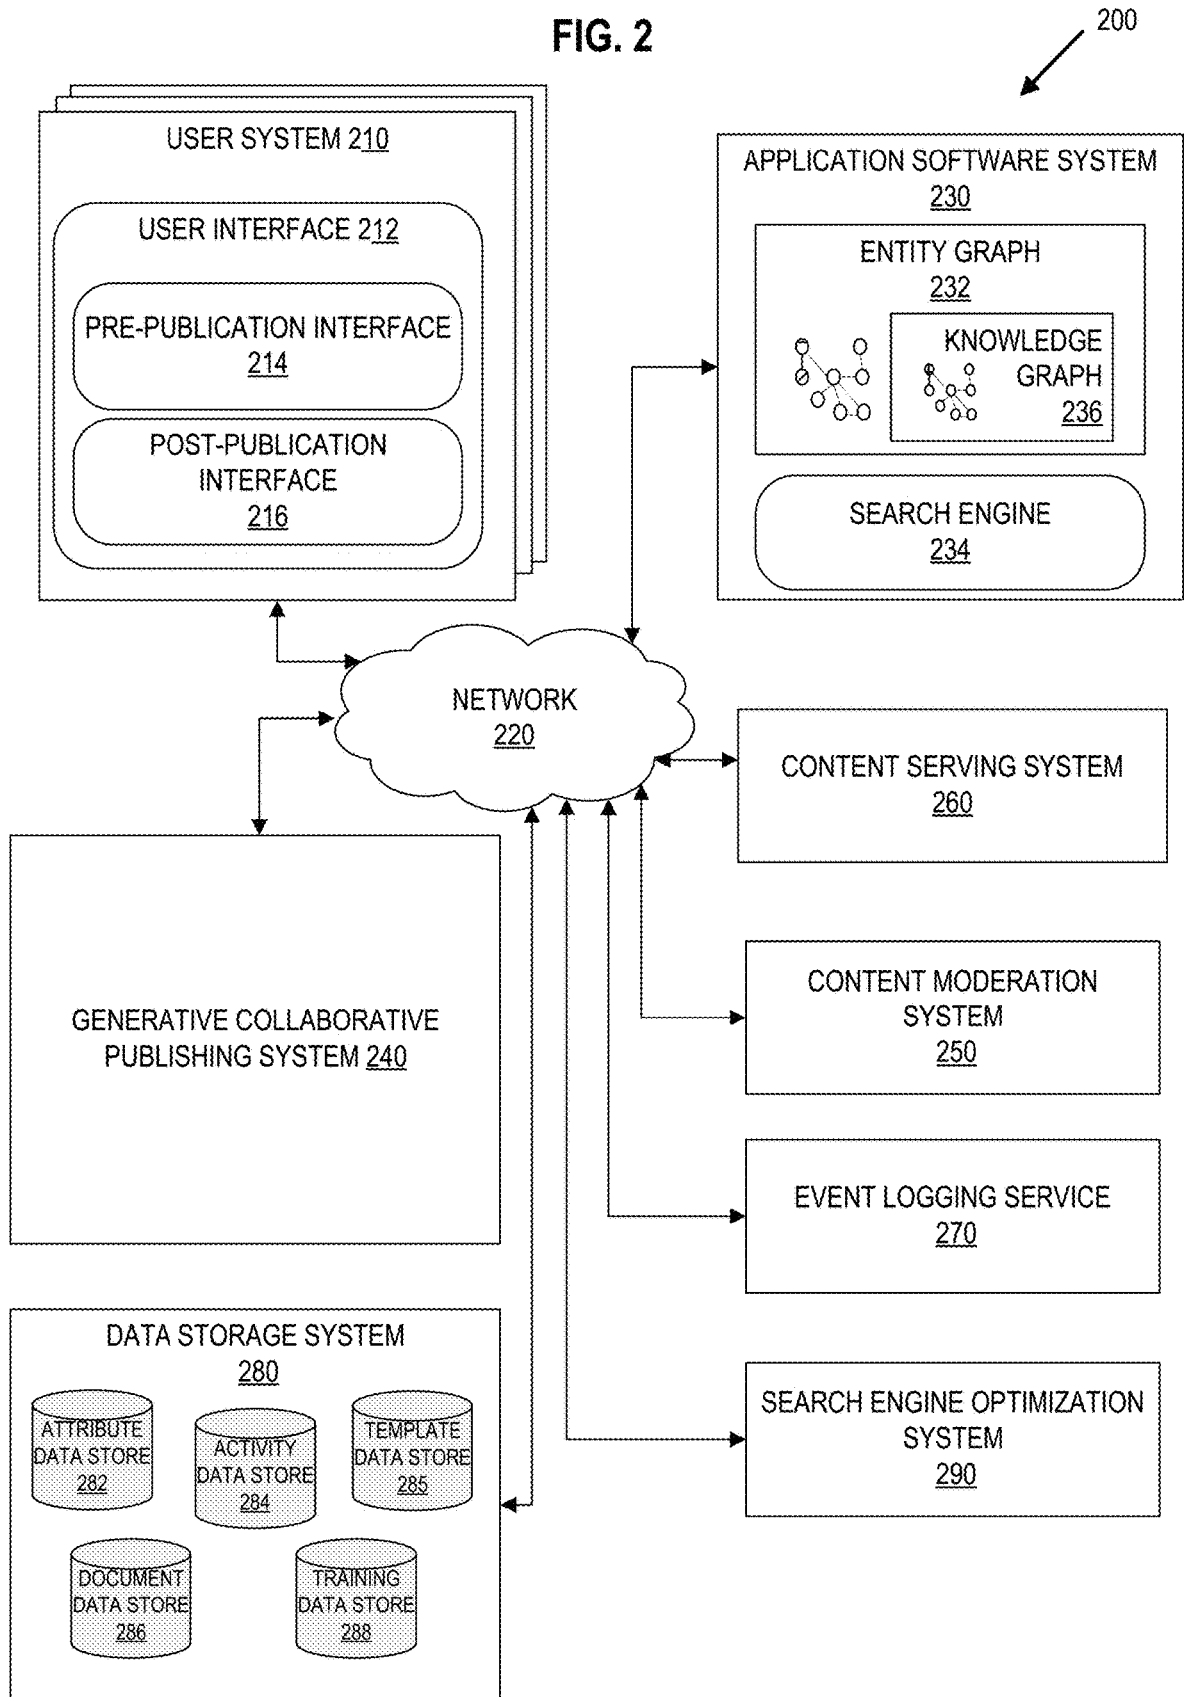 FIG. 2
200
USER SYSTEM 210
USER INTERFACE 212
PRE-PUBLICATION INTERFACE
214
POST-PUBLICATION
INTERFACE
216
APPLICATION SOFTWARE SYSTEM
230
ENTITY GRAPH
232
KNOWLEDGE
GRAPH
236
SEARCH ENGINE
234
NETWORK
220
CONTENT SERVING SYSTEM
260
GENERATIVE COLLABORATIVE
PUBLISHING SYSTEM 240
CONTENT MODERATION
SYSTEM
250
EVENT LOGGING SERVICE
270
DATA STORAGE SYSTEM
280
ATTRIBUTE
DATA STORE
282
ACTIVITY
DATA STORE
284
TEMPLATE
DATA STORE
285
DOCUMENT
DATA STORE
286
TRAINING
DATA STORE
288
SEARCH ENGINE OPTIMIZATION
SYSTEM
290